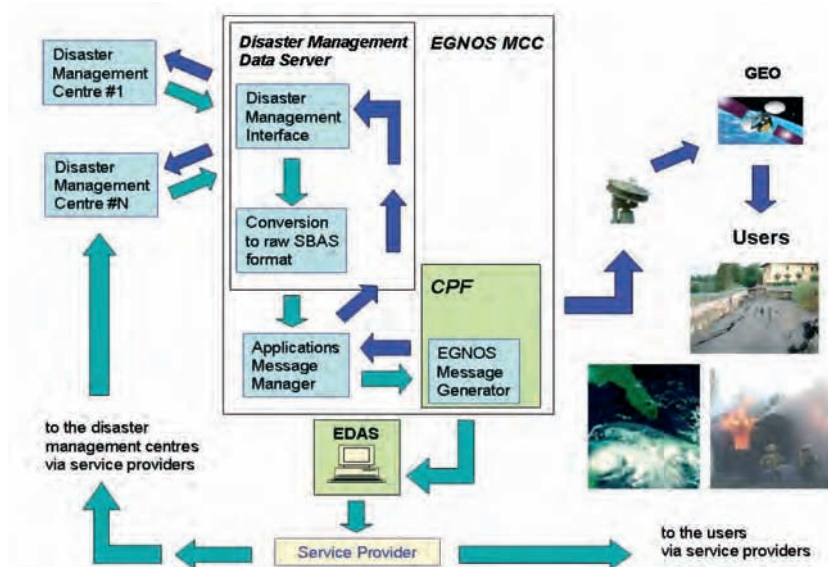 Disaster
Management
Centre #1
Disaster
Management
Centre #N
Disaster Management
Data Server
EGNOS MCC
Disaster
Management
Interface
Conversion
to raw SBAS
format
CPF
Applications
Message
Manager
EGNOS
Message
Generator
GEO
Users
to the disaster
management centres
via service providers
EDAS
Service Provider
to the users
via service providers